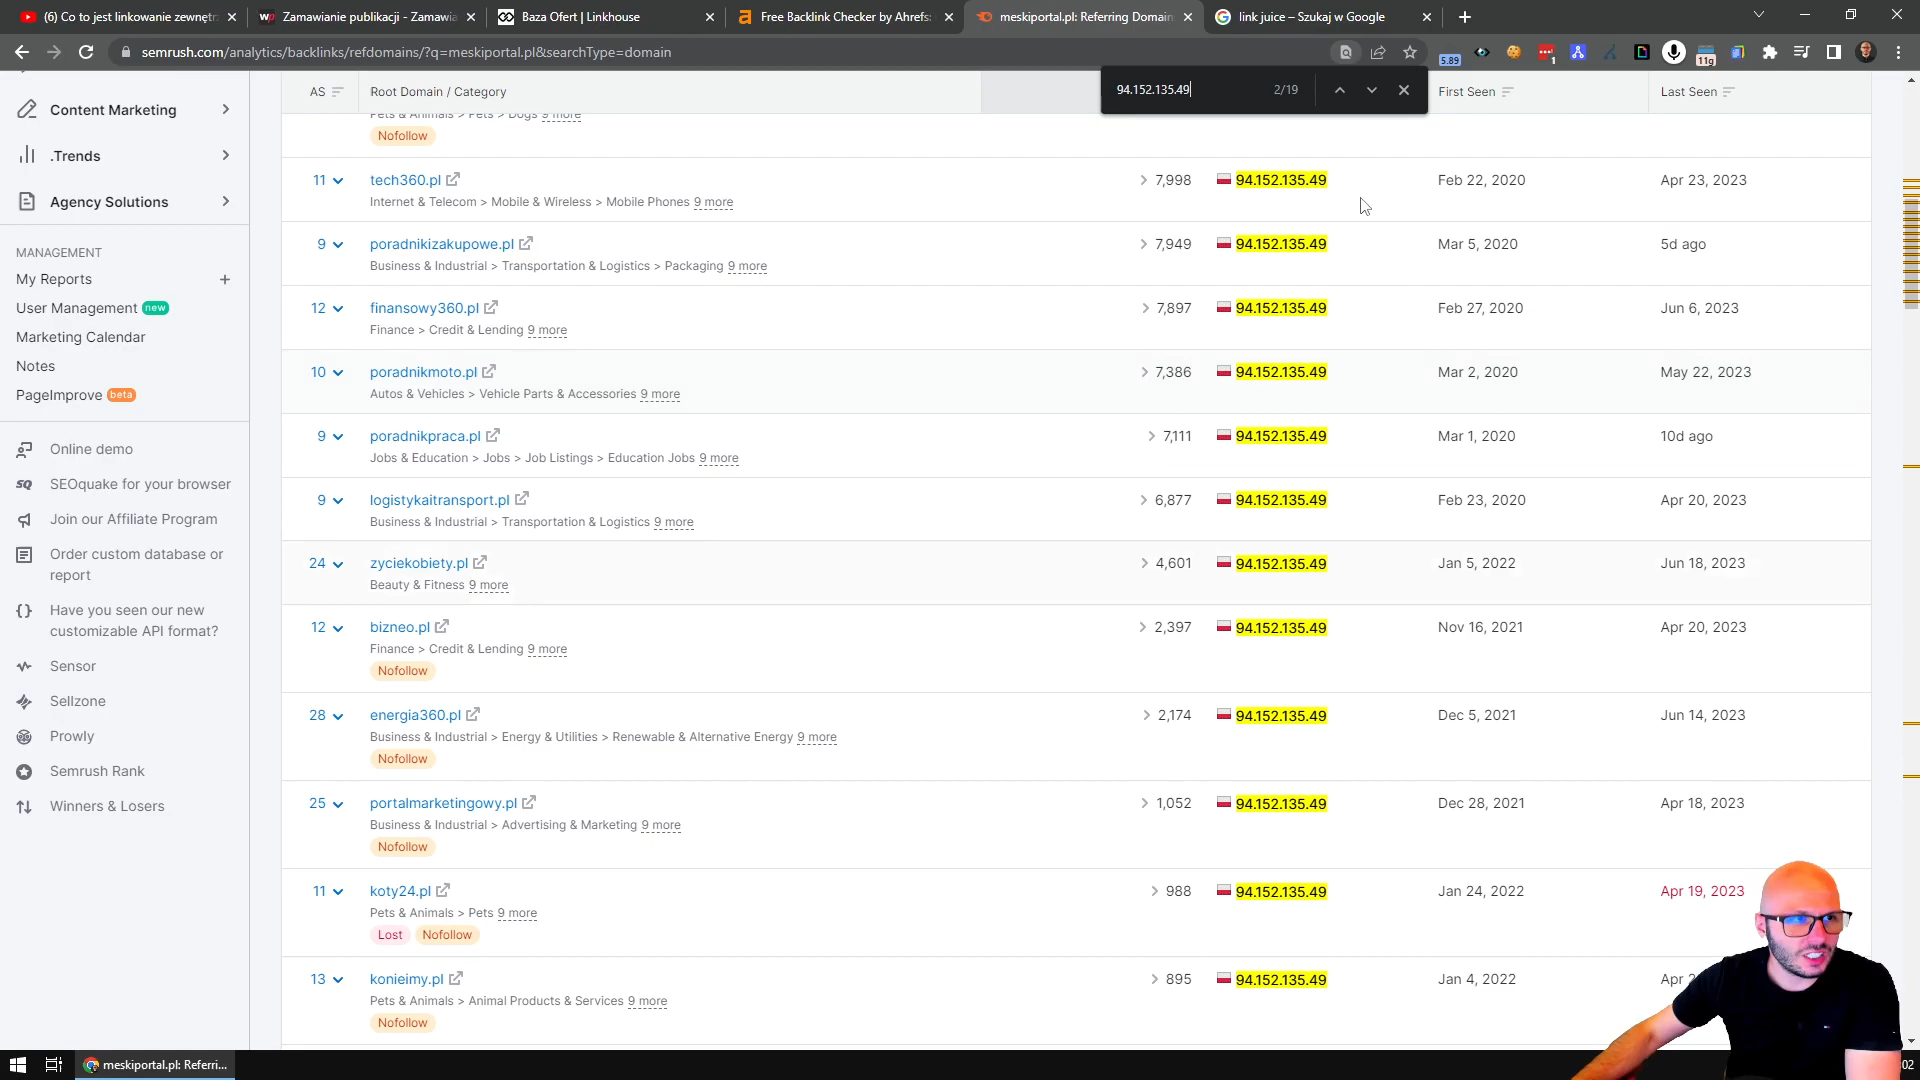 (6) Co to jest linkowanie zewnętrz
Zamawianie publikacji - Zamawia
Baza Ofert | Linkhouse
Free Backlink Checker by Ahrefs:
meskiportal.pl: Referring Domain
link juice – Szukaj w Google
semrush.com/analytics/backlinks/refdomains/?q=meskiportal.pl&searchType=domain
5.89
1
11g
94.152.135.49
2/19
Content Marketing
.Trends
Agency Solutions
MANAGEMENT
My Reports
User Management new
Marketing Calendar
Notes
PageImprove beta
Online demo
SEOquake for your browser
Join our Affiliate Program
Order custom database or
report
Have you seen our new
customizable API format?
Sensor
Sellzone
Prowly
Semrush Rank
Winners & Losers
AS Root Domain / Category First Seen Last Seen
Pets & Animals > Pets > Dogs 9 more
Nofollow
11 tech360.pl 7,998 94.152.135.49 Feb 22, 2020 Apr 23, 2023
Internet & Telecom > Mobile & Wireless > Mobile Phones 9 more
9 poradnikizakupowe.pl 7,949 94.152.135.49 Mar 5, 2020 5d ago
Business & Industrial > Transportation & Logistics > Packaging 9 more
12 finansowy360.pl 7,897 94.152.135.49 Feb 27, 2020 Jun 6, 2023
Finance > Credit & Lending 9 more
10 poradnikmoto.pl 7,386 94.152.135.49 Mar 2, 2020 May 22, 2023
Autos & Vehicles > Vehicle Parts & Accessories 9 more
9 poradnikpraca.pl 7,111 94.152.135.49 Mar 1, 2020 10d ago
Jobs & Education > Jobs > Job Listings > Education Jobs 9 more
9 logistykaitransport.pl 6,877 94.152.135.49 Feb 23, 2020 Apr 20, 2023
Business & Industrial > Transportation & Logistics 9 more
24 zyciekobiety.pl 4,601 94.152.135.49 Jan 5, 2022 Jun 18, 2023
Beauty & Fitness 9 more
12 bizneo.pl 2,397 94.152.135.49 Nov 16, 2021 Apr 20, 2023
Finance > Credit & Lending 9 more
Nofollow
28 energia360.pl 2,174 94.152.135.49 Dec 5, 2021 Jun 14, 2023
Business & Industrial > Energy & Utilities > Renewable & Alternative Energy 9 more
Nofollow
25 portalmarketingowy.pl 1,052 94.152.135.49 Dec 28, 2021 Apr 18, 2023
Business & Industrial > Advertising & Marketing 9 more
Nofollow
11 koty24.pl 988 94.152.135.49 Jan 24, 2022 Apr 19, 2023
Pets & Animals > Pets 9 more
Lost Nofollow
13 konieimy.pl 895 94.152.135.49 Jan 4, 2022 Apr
Pets & Animals > Animal Products & Services 9 more
Nofollow
meskiportal.pl: Referri...